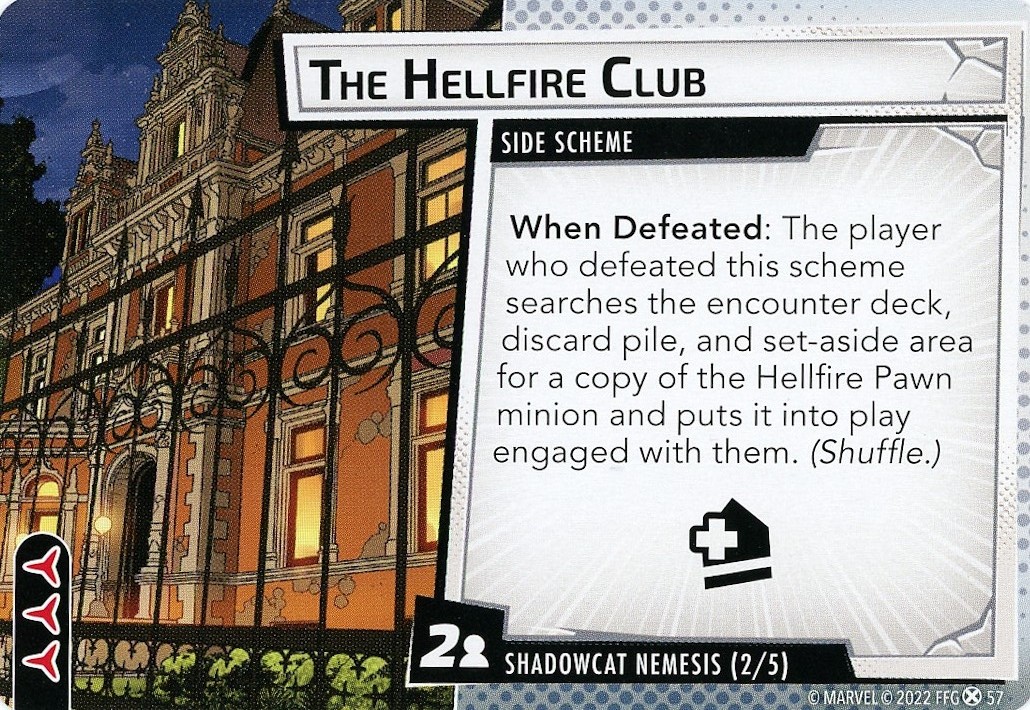 THE HELLFIRE CLUB
SIDE SCHEME
When Defeated: The player
who defeated this scheme
searches the encounter deck,
discard pile, and set-aside area
for a copy of the Hellfire Pawn
minion and puts it into play
engaged with them. (Shuffle.)
2
SHADOWCAT NEMESIS (2/5)
© MARVEL © 2022 FFG 57